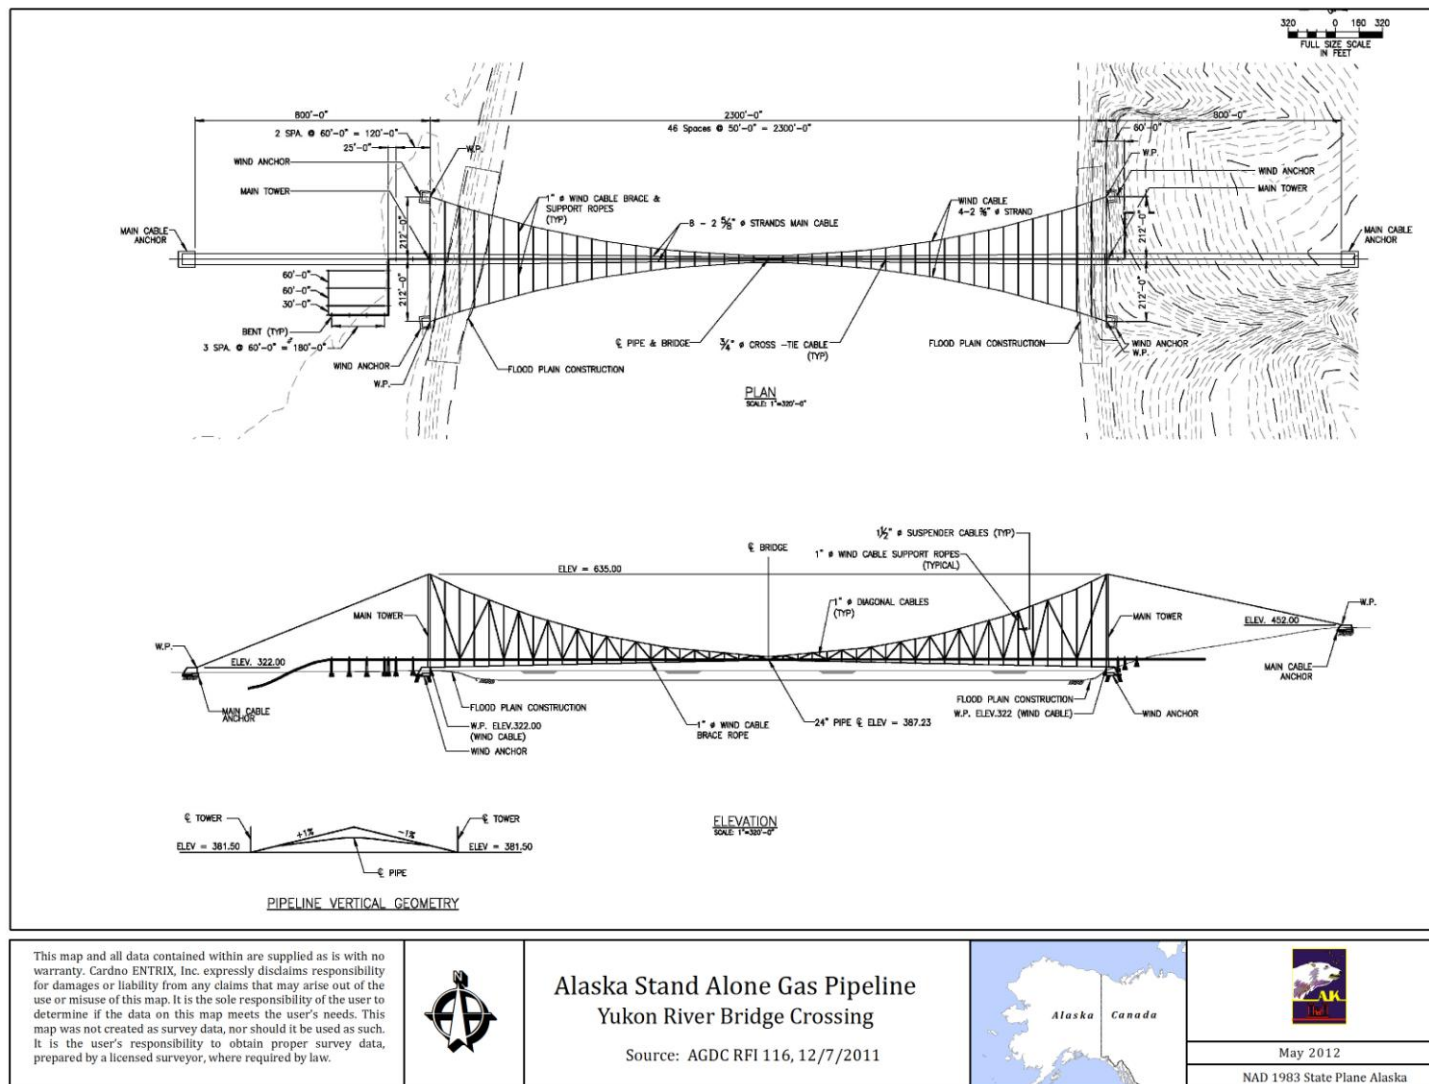 320 0 160 320
FULL SIZE SCALE
IN FEET
800'-0"
2300'-0"
800'-0"
46 Spaces @ 50'-0" = 2300'-0"
2 SPA. @ 60'-0" = 120'-0"
60'-0"
25'-0"
W.P.
W.P.
WIND ANCHOR
WIND ANCHOR
MAIN TOWER
MAIN TOWER
1" ø WIND CABLE BRACE &
SUPPORT ROPES
(TYP)
WIND CABLE
4-2 ⅝" ø STRAND
8 - 2 ⅝" ø STRANDS MAIN CABLE
MAIN CABLE
ANCHOR
MAIN CABLE
ANCHOR
212'-0"
212'-0"
212'-0"
212'-0"
60'-0"
60'-0"
30'-0"
BENT (TYP)
3 SPA. @ 60'-0" = 180'-0"
WIND ANCHOR
W.P.
FLOOD PLAIN CONSTRUCTION
℄ PIPE & BRIDGE
¾" ø CROSS -TIE CABLE
(TYP)
FLOOD PLAIN CONSTRUCTION
WIND ANCHOR
W.P.
PLAN
SCALE: 1"=320'-0"
1½" ø SUSPENDER CABLES (TYP)
℄ BRIDGE
1" ø WIND CABLE SUPPORT ROPES
(TYPICAL)
ELEV = 635.00
1" ø DIAGONAL CABLES
(TYP)
MAIN TOWER
MAIN TOWER
W.P.
ELEV. 452.00
W.P.
ELEV. 322.00
MAIN CABLE
ANCHOR
MAIN CABLE
ANCHOR
FLOOD PLAIN CONSTRUCTION
W.P. ELEV.322.00
(WIND CABLE)
WIND ANCHOR
1" ø WIND CABLE
BRACE ROPE
24" PIPE ℄ ELEV = 387.23
FLOOD PLAIN CONSTRUCTION
W.P. ELEV.322 (WIND CABLE)
WIND ANCHOR
ELEVATION
SCALE: 1"=320'-0"
℄ TOWER
℄ TOWER
+1%
-1%
ELEV = 381.50
ELEV = 381.50
℄ PIPE
PIPELINE VERTICAL GEOMETRY
This map and all data contained within are supplied as is with no
warranty. Cardno ENTRIX, Inc. expressly disclaims responsibility
for damages or liability from any claims that may arise out of the
use or misuse of this map. It is the sole responsibility of the user to
determine if the data on this map meets the user's needs. This
map was not created as survey data, nor should it be used as such.
It is the user's responsibility to obtain proper survey data,
prepared by a licensed surveyor, where required by law.
N
Alaska Stand Alone Gas Pipeline
Yukon River Bridge Crossing
Source: AGDC RFI 116, 12/7/2011
Alaska
Canada
AK
May 2012
NAD 1983 State Plane Alaska